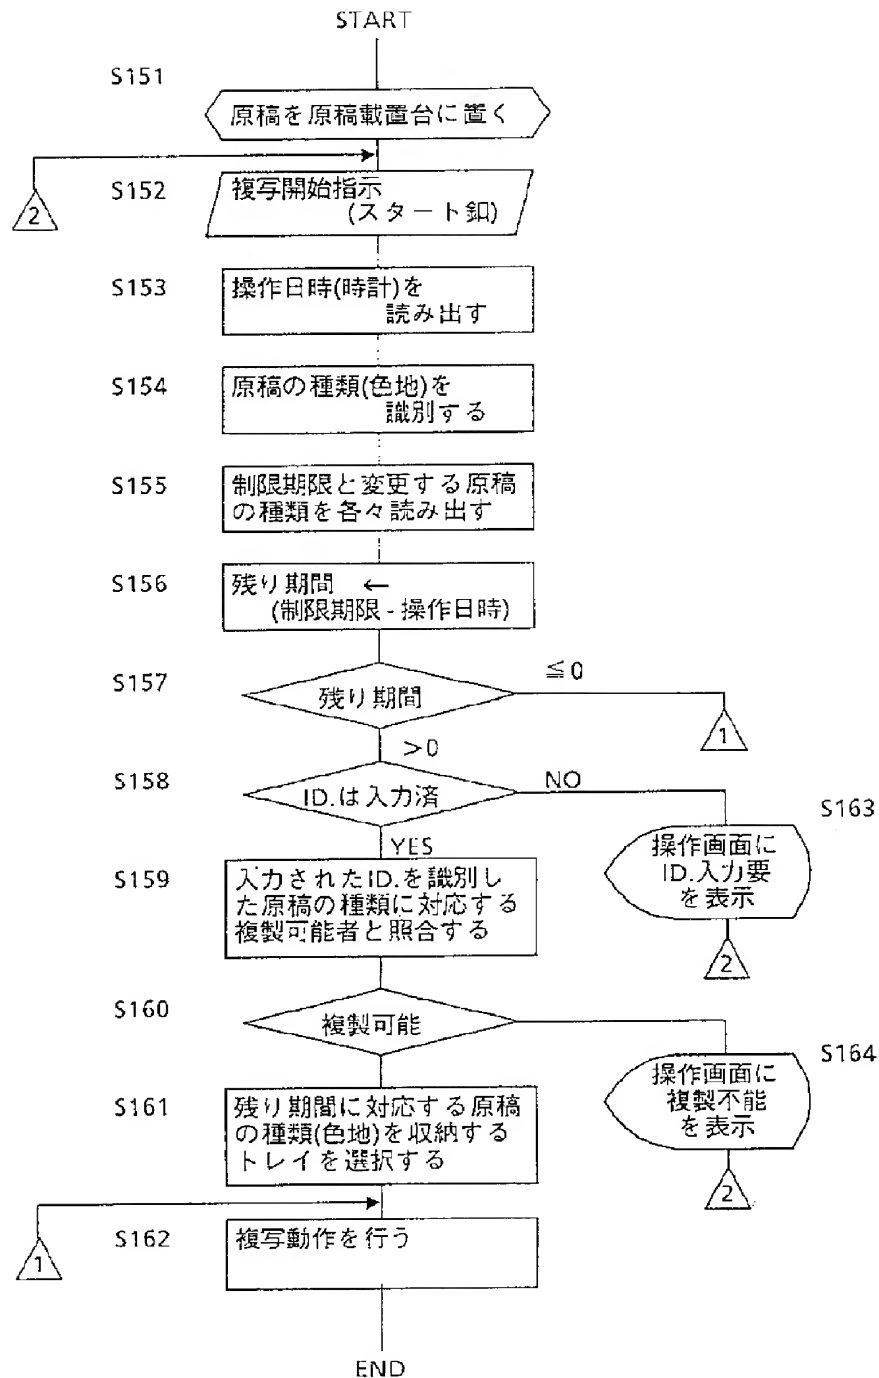 START
S151
原稿を原稿載置台に置く
2
S152
複写開始指示
(スタート釦)
S153
操作日時(時計)を
読み出す
S154
原稿の種類(色地)を
識別する
S155
制限期限と変更する原稿
の種類を各々読み出す
S156
残り期間 ←
(制限期限 - 操作日時)
S157
残り期間
≦0
1
>0
S158
ID.は入力済
NO
S163
操作画面に
ID.入力要
を表示
2
YES
S159
入力されたID.を識別し
た原稿の種類に対応する
複製可能者と照合する
S160
複製可能
S164
操作画面に
複製不能
を表示
2
S161
残り期間に対応する原稿
の種類(色地)を収納する
トレイを選択する
1
S162
複写動作を行う
END